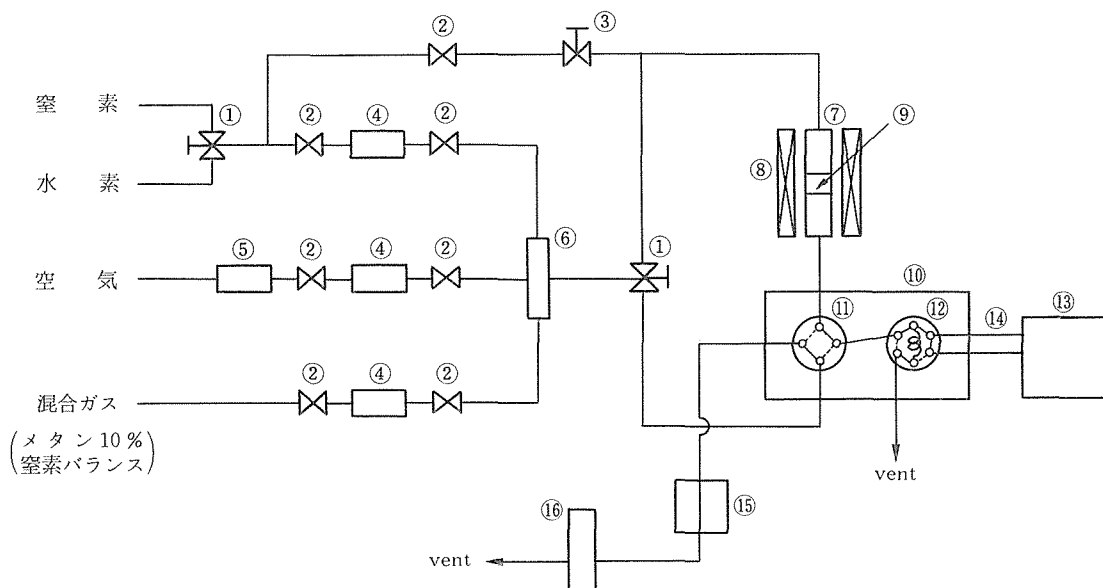 ② ③
窒 素 ① ② ④ ② ⑦ ⑨
水 素 ⑧
空 気 ⑤ ② ④ ② ⑥ ①
⑩
⑪ ⑫ ⑭ ⑬
混合ガス ② ④ ②
(メタン10%
窒素バランス)
vent
⑮
⑯
vent